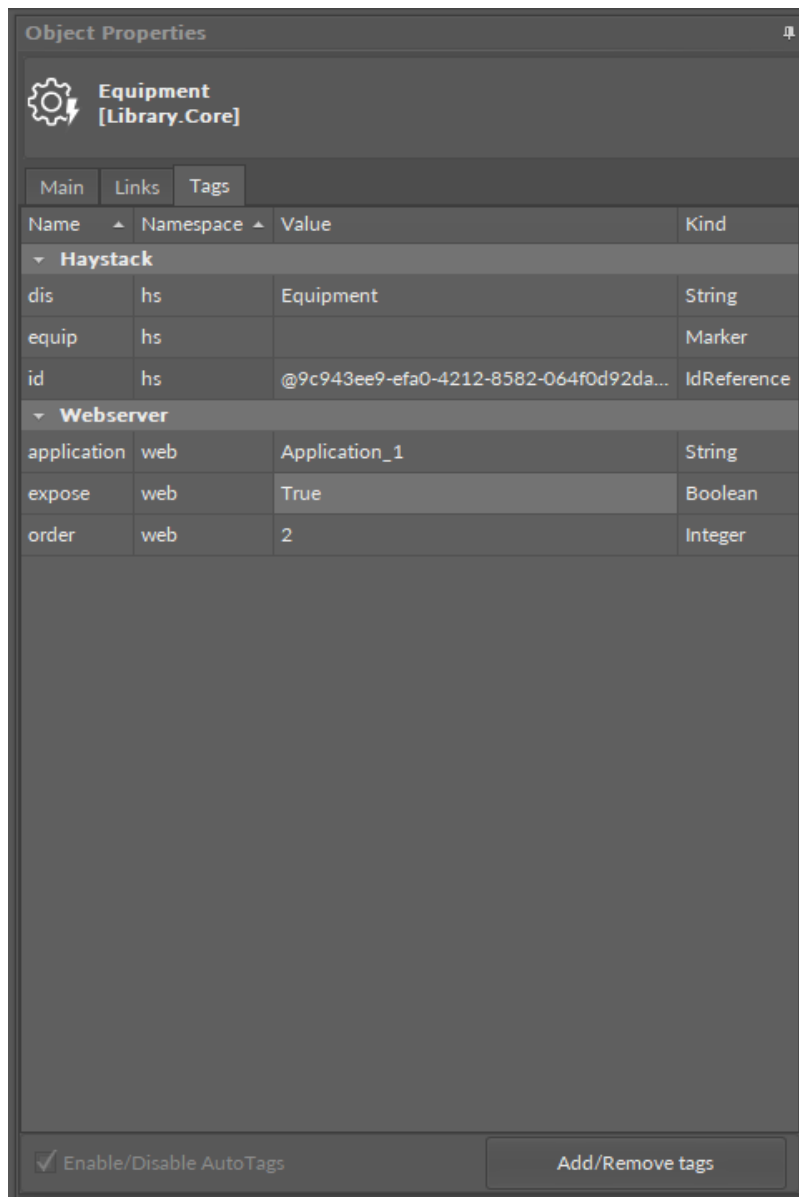 Object Properties
Equipment
[Library.Core]
Main Links Tags
Name Namespace Value Kind
Haystack
dis hs Equipment String
equip hs Marker
id hs @9c943ee9-efa0-4212-8582-064f0d92da... IdReference
Webserver
application web Application_1 String
expose web True Boolean
order web 2 Integer
Enable/Disable AutoTags Add/Remove tags